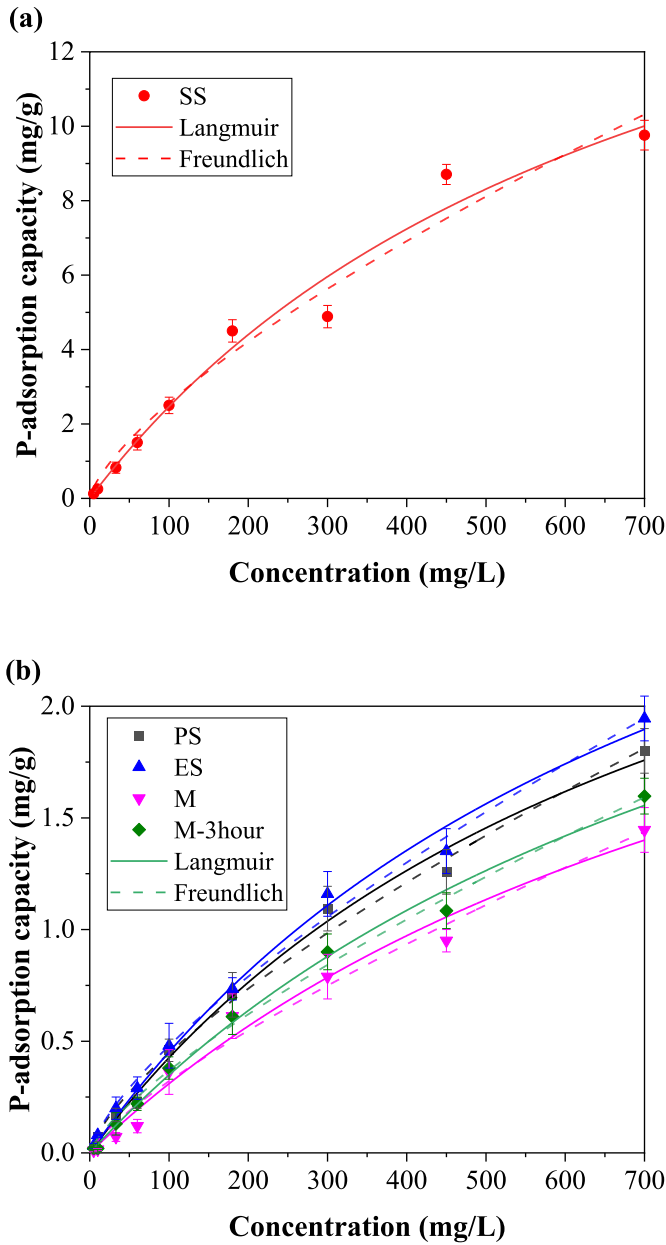 (a)
12
10
8
6
4
2
0
P-adsorption capacity (mg/g)
SS
Langmuir
Freundlich
0 100 200 300 400 500 600 700
Concentration (mg/L)
(b)
2.0
1.5
1.0
0.5
0.0
P-adsorption capacity (mg/g)
PS
ES
M
M-3hour
Langmuir
Freundlich
0 100 200 300 400 500 600 700
Concentration (mg/L)